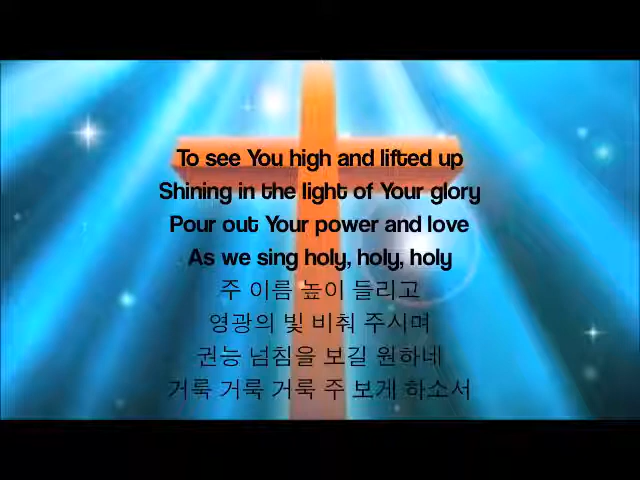 To see You high and lifted up
Shining in the light of Your glory
Pour out Your power and love
As we sing holy, holy, holy
주 이름 높이 들리고
영광의 빛 비춰 주시며
권능 넘침을 보길 원하네
거룩 거룩 거룩 주 보게 하소서